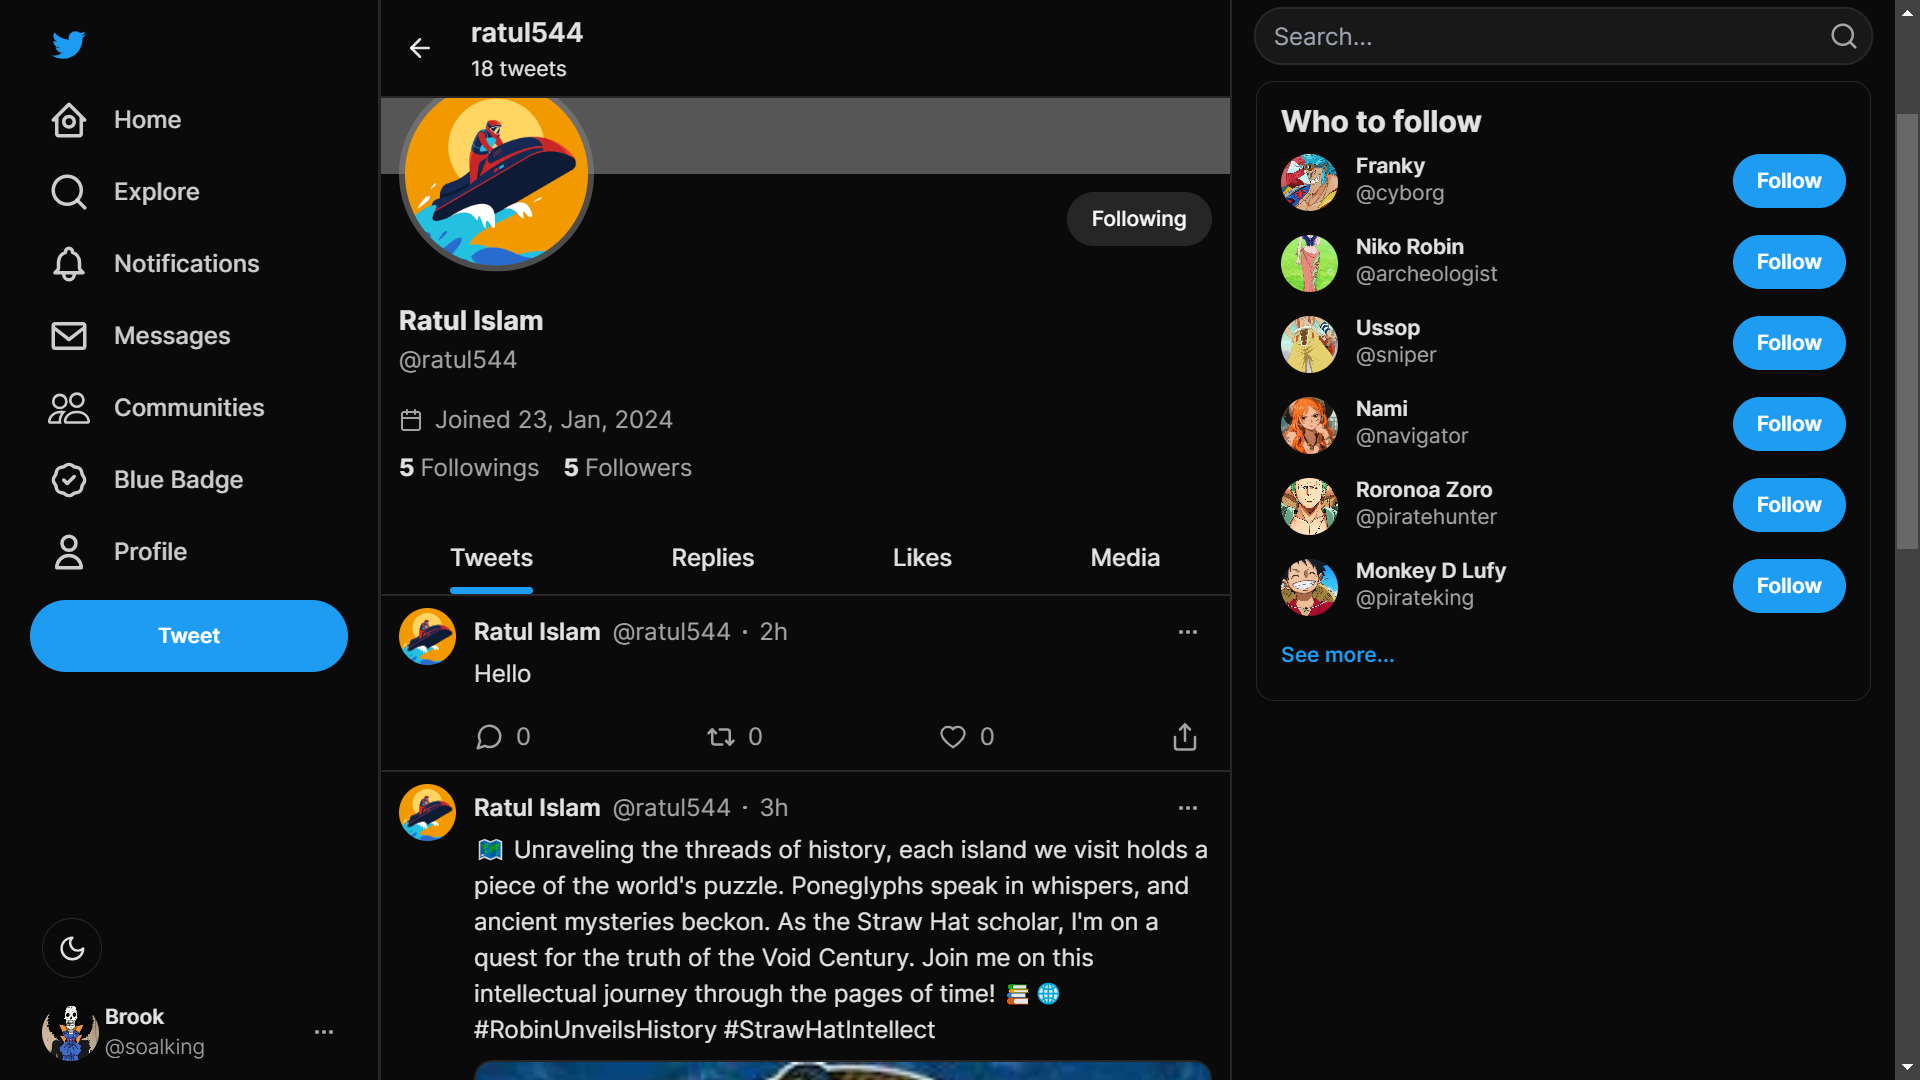 Home
Explore
Notifications
Messages
Communities
Blue Badge
Profile
Tweet
Brook
@soalking
ratul544
18 tweets
Following
Ratul Islam
@ratul544
Joined 23, Jan, 2024
5 Followings 5 Followers
Tweets Replies Likes Media
Ratul Islam @ratul544 · 2h
Hello
0 0 0
Ratul Islam @ratul544 · 3h
🗺️ Unraveling the threads of history, each island we visit holds a
piece of the world's puzzle. Poneglyphs speak in whispers, and
ancient mysteries beckon. As the Straw Hat scholar, I'm on a
quest for the truth of the Void Century. Join me on this
intellectual journey through the pages of time! 📚 🌐
#RobinUnveilsHistory #StrawHatIntellect
Search...
Who to follow
Franky
@cyborg
Follow
Niko Robin
@archeologist
Follow
Ussop
@sniper
Follow
Nami
@navigator
Follow
Roronoa Zoro
@piratehunter
Follow
Monkey D Lufy
@pirateking
Follow
See more...